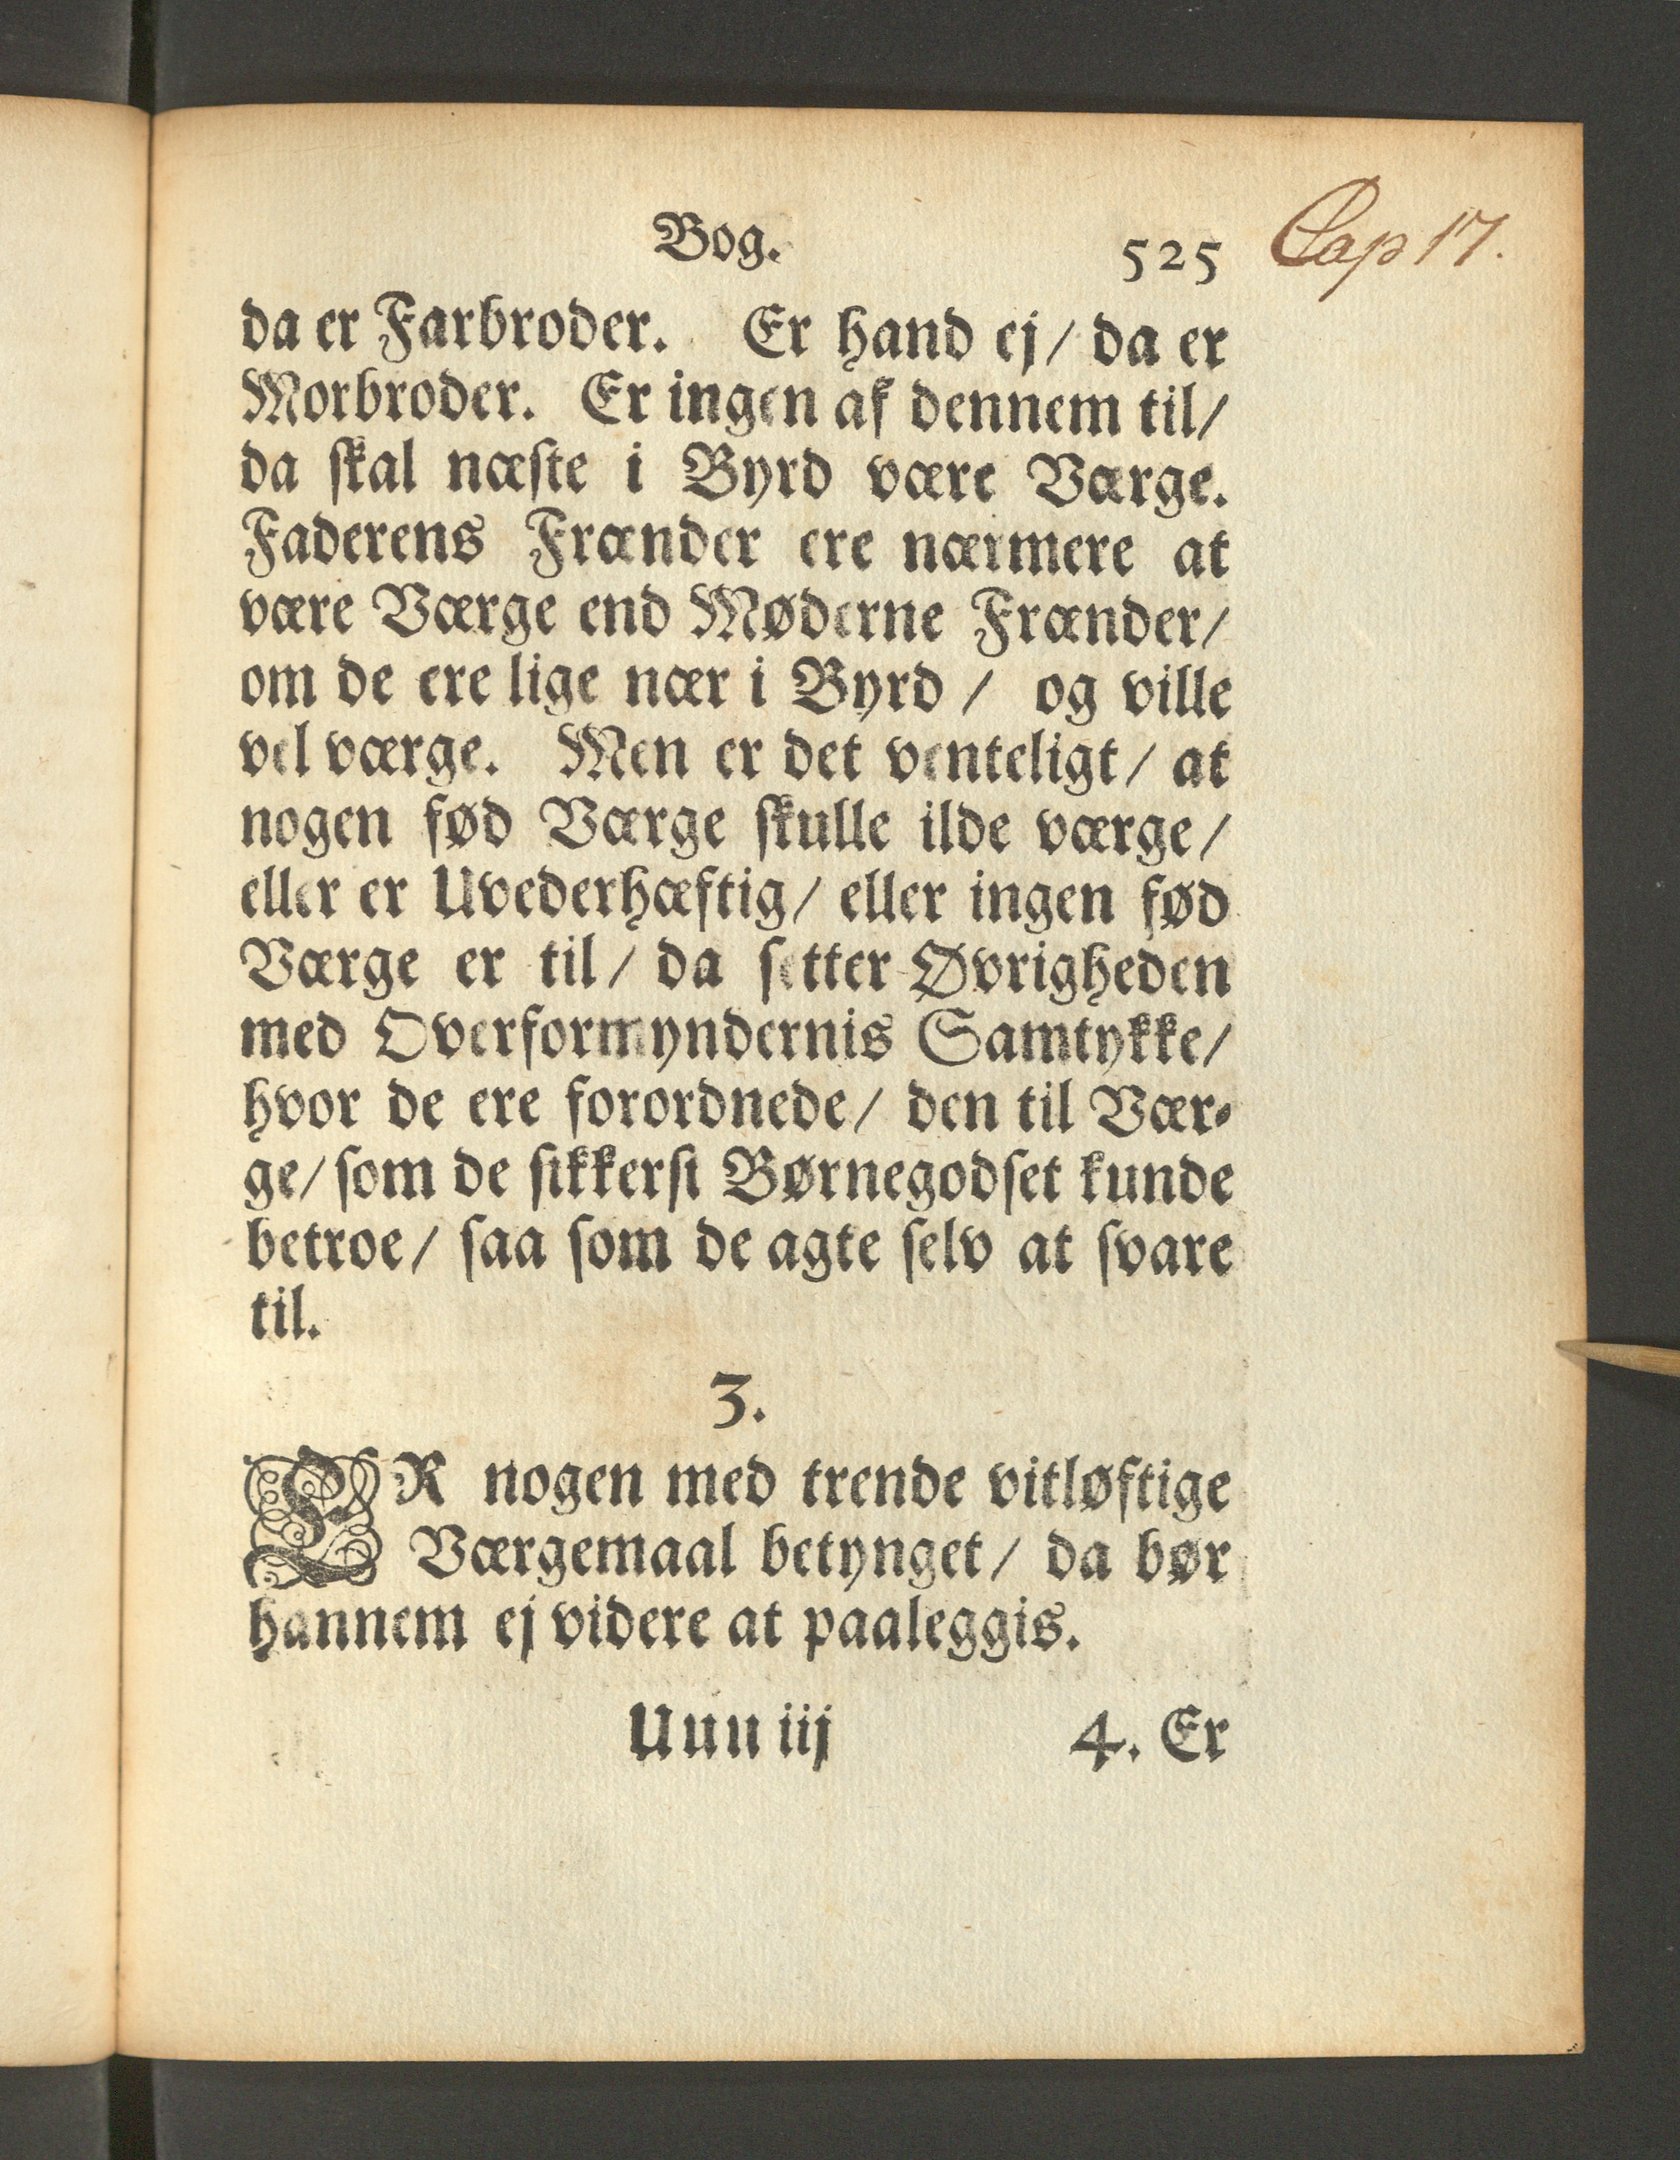 Bog. 525 Cap 17.
da er Farbroder. Er hand ej/ da er
Morbroder. Er ingen af dennem til/
da skal næste i Byrd være Værge.
Faderens Frænder ere nærmere at
være Værge end Møderne Frænder/
om de ere lige nær i Byrd / og ville
vel værge. Men er det venteligt/ at
nogen fød Værge skulle ilde værge/
eller er Uvederhæftig/ eller ingen fød
Værge er til/ da setter Øvrigheden
med Overformyndernis Samtykke/
hvor de ere forordnede/ den til Vær-
ge/ som de sikkerst Børnegodset kunde
betroe/ saa som de agte selv at svare
til.
3.
ER nogen med trende vitløftige
Værgemaal betynget/ da bør
hannem ej videre at paaleggis.
Uuu iij 4. Er